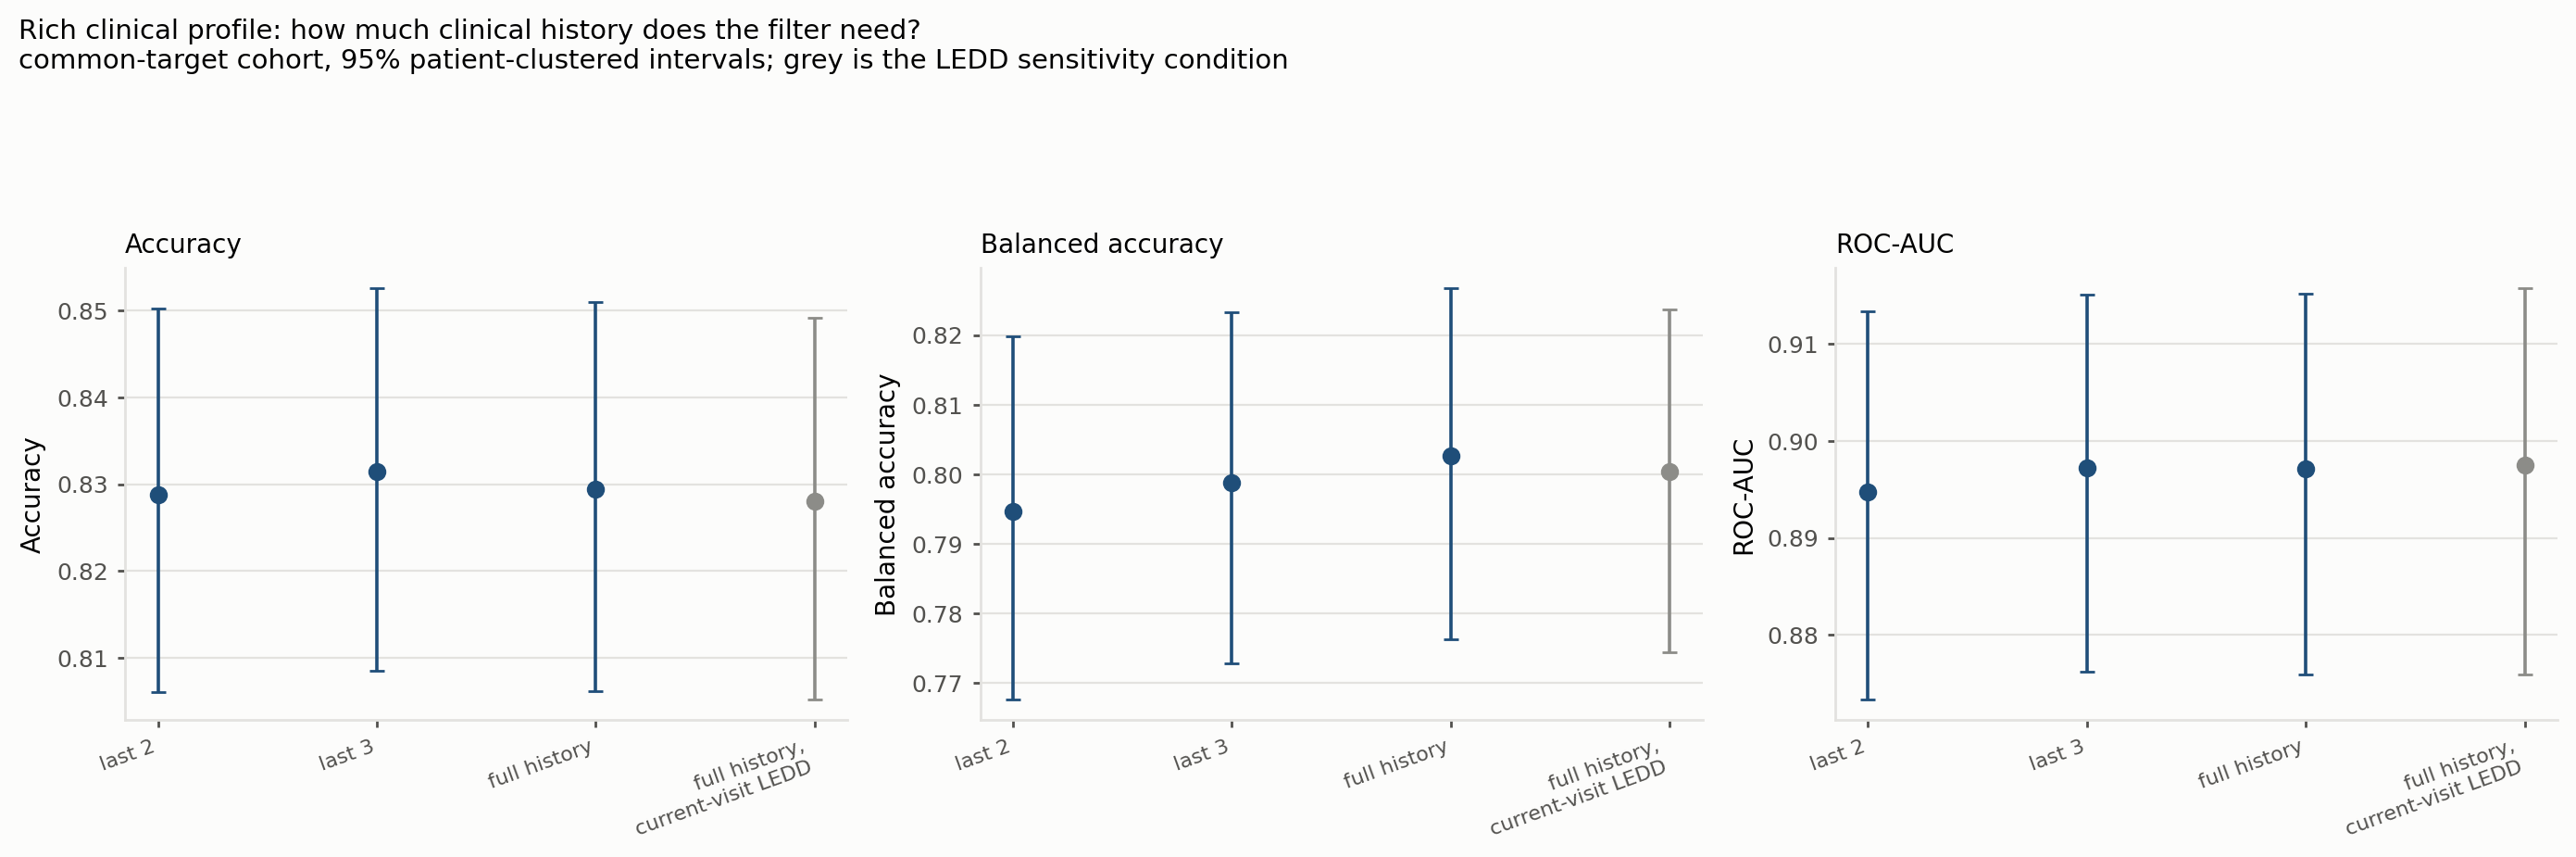 Rich clinical profile: how much clinical history does the filter need?
common-target cohort, 95% patient-clustered intervals; grey is the LEDD sensitivity condition
Accuracy
Accuracy
0.85
0.84
0.83
0.82
0.81
last 2
last 3
full history
full history,
current-visit LEDD
Balanced accuracy
Balanced accuracy
0.82
0.81
0.80
0.79
0.78
0.77
last 2
last 3
full history
full history,
current-visit LEDD
ROC-AUC
ROC-AUC
0.91
0.90
0.89
0.88
last 2
last 3
full history
full history,
current-visit LEDD